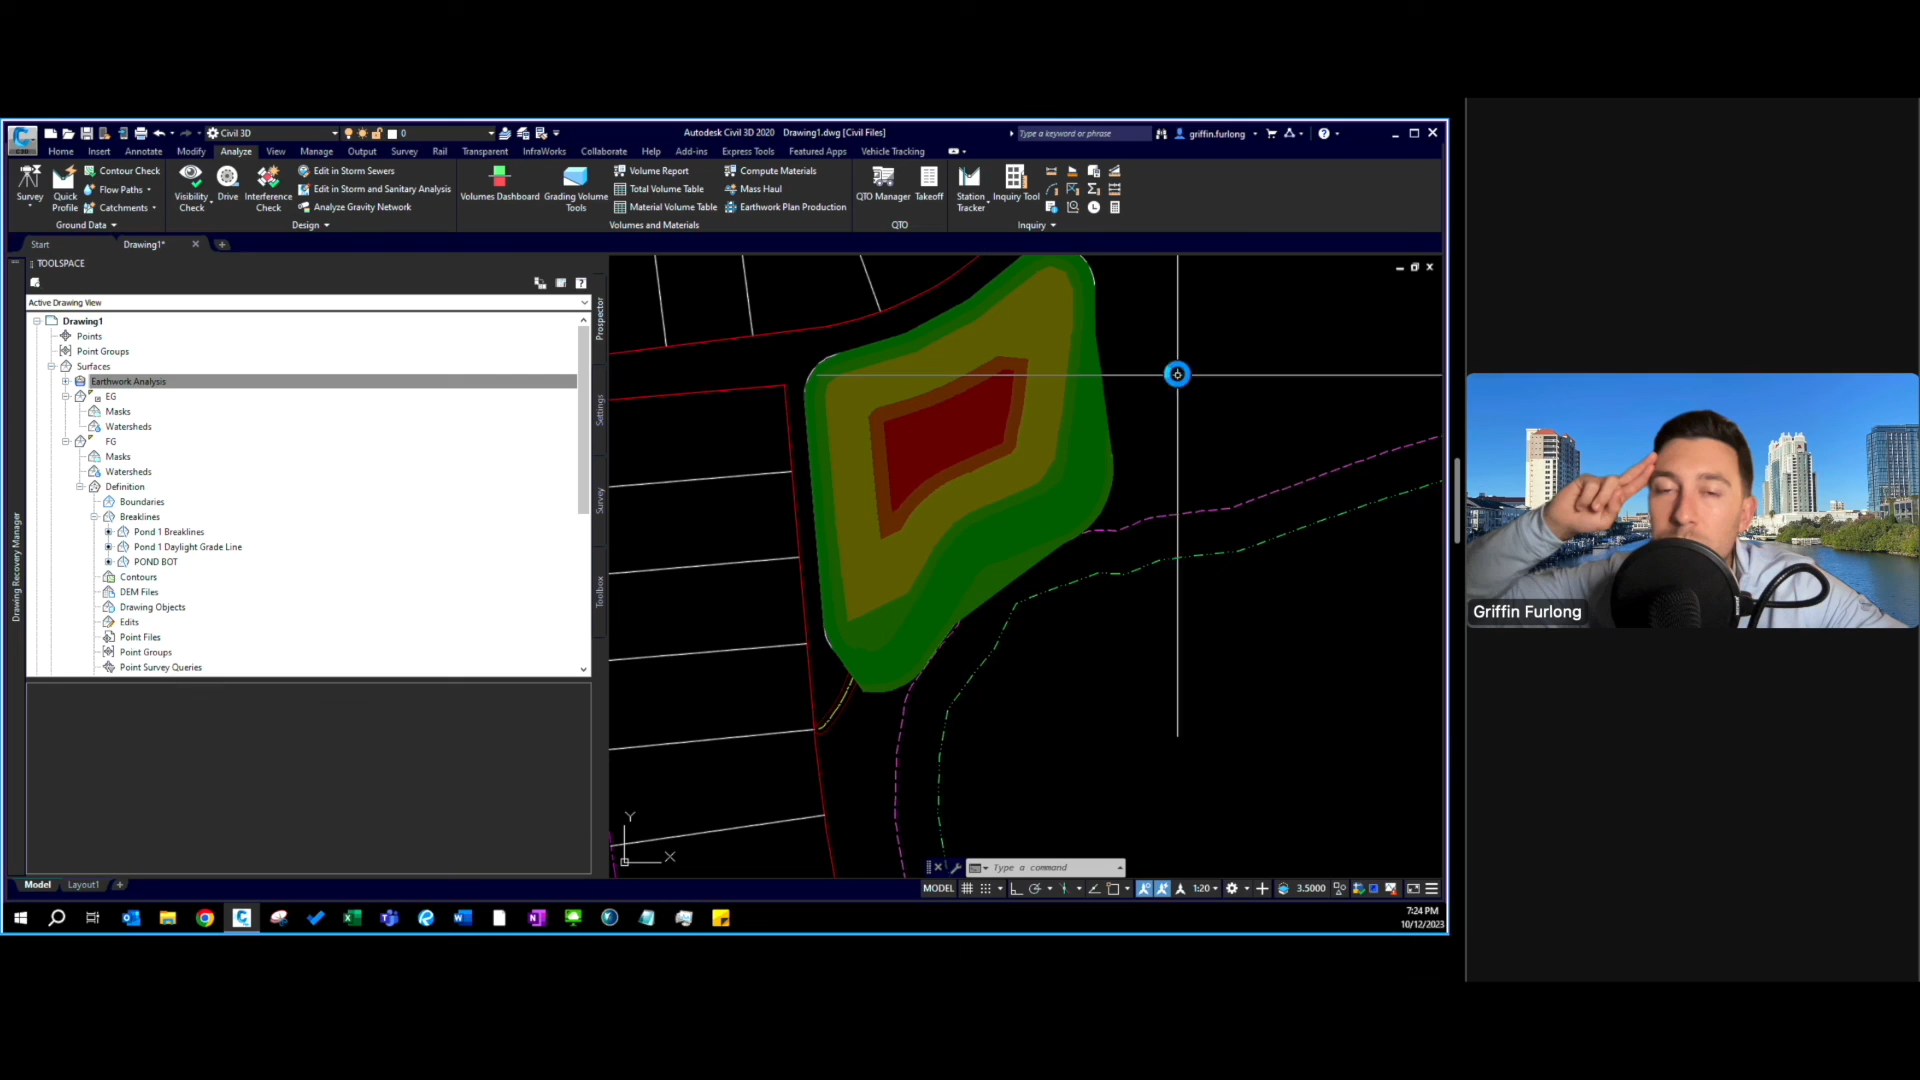 Civil 3D
0
Autodesk Civil 3D 2020 Drawing1.dwg [Civil Files]
Type a keyword or phrase
griffin.furlong
Home Insert Annotate Modify Analyze View Manage Output Survey Rail Transparent InfraWorks Collaborate Help Add-ins Express Tools Featured Apps Vehicle Tracking
Survey
Quick Profile
Contour Check
Flow Paths
Catchments
Ground Data
Visibility Check
Drive
Interference Check
Edit in Storm Sewers
Edit in Storm and Sanitary Analysis
Analyze Gravity Network
Design
Volumes Dashboard
Grading Volume Tools
Volume Report
Total Volume Table
Material Volume Table
Compute Materials
Mass Haul
Earthwork Plan Production
Volumes and Materials
QTO Manager
Takeoff
QTO
Station Tracker
Inquiry Tool
Inquiry
Start
Drawing1*
TOOLSPACE
Active Drawing View
Drawing1
Points
Point Groups
Surfaces
Earthwork Analysis
EG
Masks
Watersheds
FG
Masks
Watersheds
Definition
Boundaries
Breaklines
Pond 1 Breaklines
Pond 1 Daylight Grade Line
POND BOT
Contours
DEM Files
Drawing Objects
Edits
Point Files
Point Groups
Point Survey Queries
Prospector
Settings
Survey
Toolbox
Drawing Recovery Manager
Y
X
Type a command
Model
Layout1
MODEL
1:20
3.5000
7:24 PM
10/12/2023
Griffin Furlong